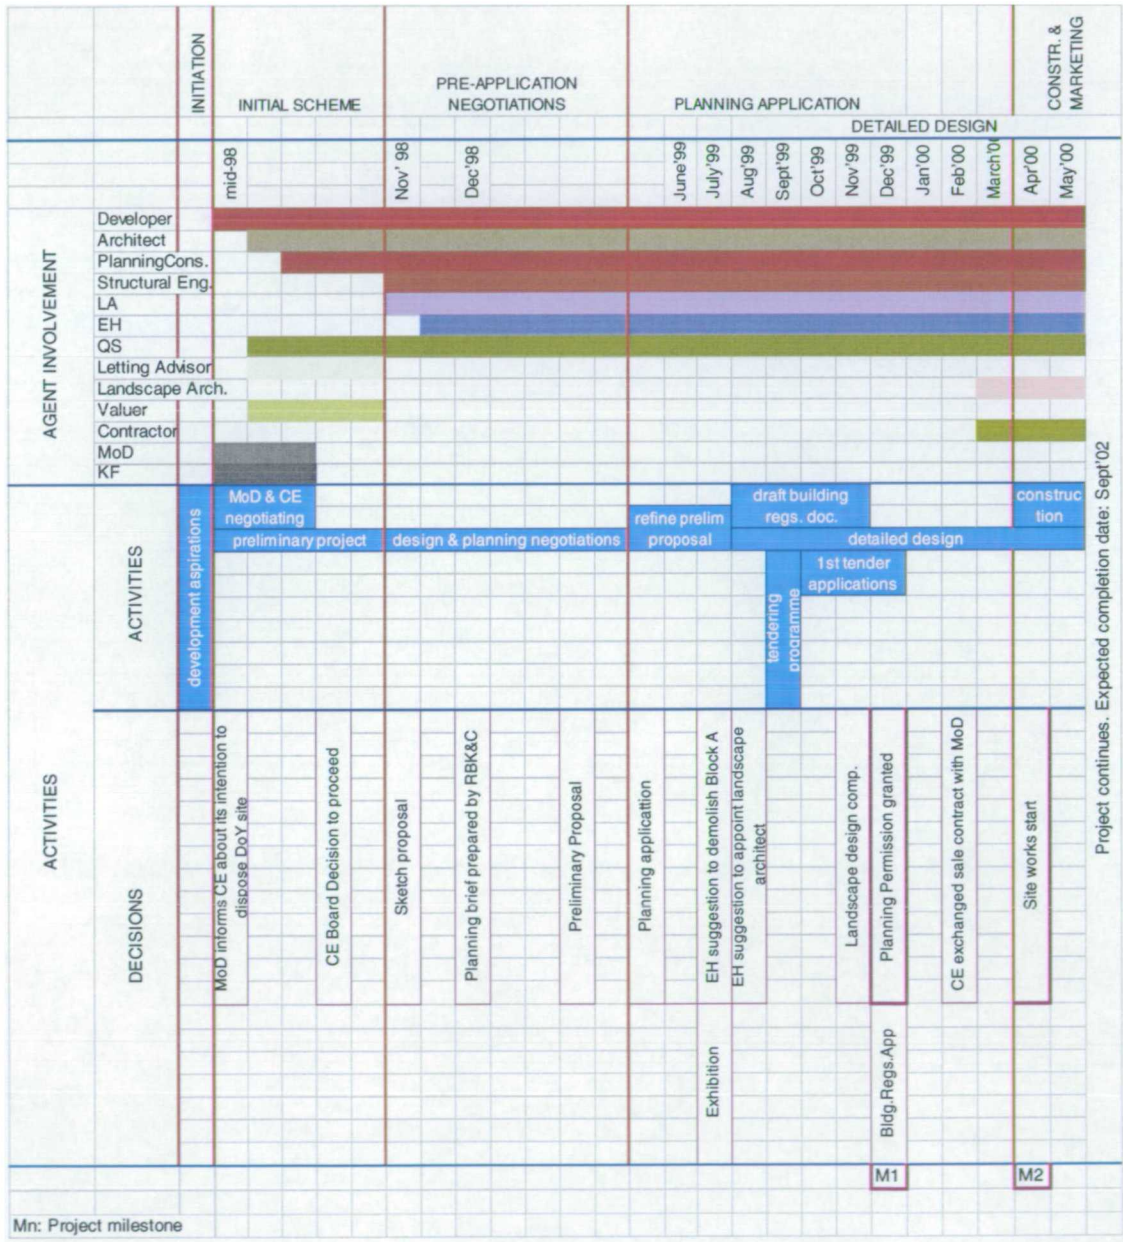 INITIATION
INITIAL SCHEME
PRE-APPLICATION
NEGOTIATIONS
PLANNING APPLICATION
CONSTR. &
MARKETING
DETAILED DESIGN
mid-98
Nov' 98
Dec'98
June'99
July'99
Aug'99
Sept'99
Oct'99
Nov'99
Dec'99
Jan'00
Feb'00
March'00
Apr'00
May'00
AGENT INVOLVEMENT
Developer
Architect
PlanningCons.
Structural Eng.
LA
EH
QS
Letting Advisor
Landscape Arch.
Valuer
Contractor
MoD
KF
ACTIVITIES
ACTIVITIES
development aspirations
MoD & CE
negotiating
preliminary project
design & planning negotiations
refine prelim
proposal
draft building
regs. doc.
detailed design
construc
tion
tendering
programme
1st tender
applications
DECISIONS
MoD informs CE about its intention to
dispose DoY site
CE Board Decision to proceed
Sketch proposal
Planning brief prepared by RBK&C
Preliminary Proposal
Planning application
EH suggestion to demolish Block A
EH suggestion to appoint landscape
architect
Landscape design comp.
Planning Permission granted
CE exchanged sale contract with MoD
Site works start
Exhibition
Bldg.Regs.App
M1
M2
Project continues. Expected completion date: Sept'02
Mn: Project milestone